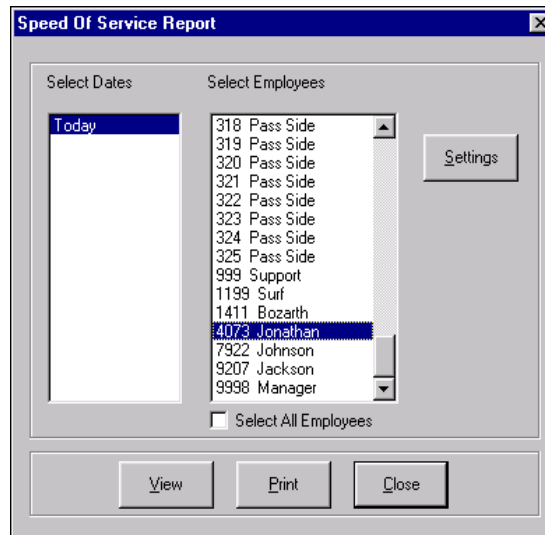 Speed Of Service Report
Select Dates
Select Employees
Today
318 Pass Side
319 Pass Side
320 Pass Side
321 Pass Side
322 Pass Side
323 Pass Side
324 Pass Side
325 Pass Side
999 Support
1199 Surf
1411 Bozarth
4073 Jonathan
7922 Johnson
9207 Jackson
9998 Manager
Settings
Select All Employees
View
Print
Close